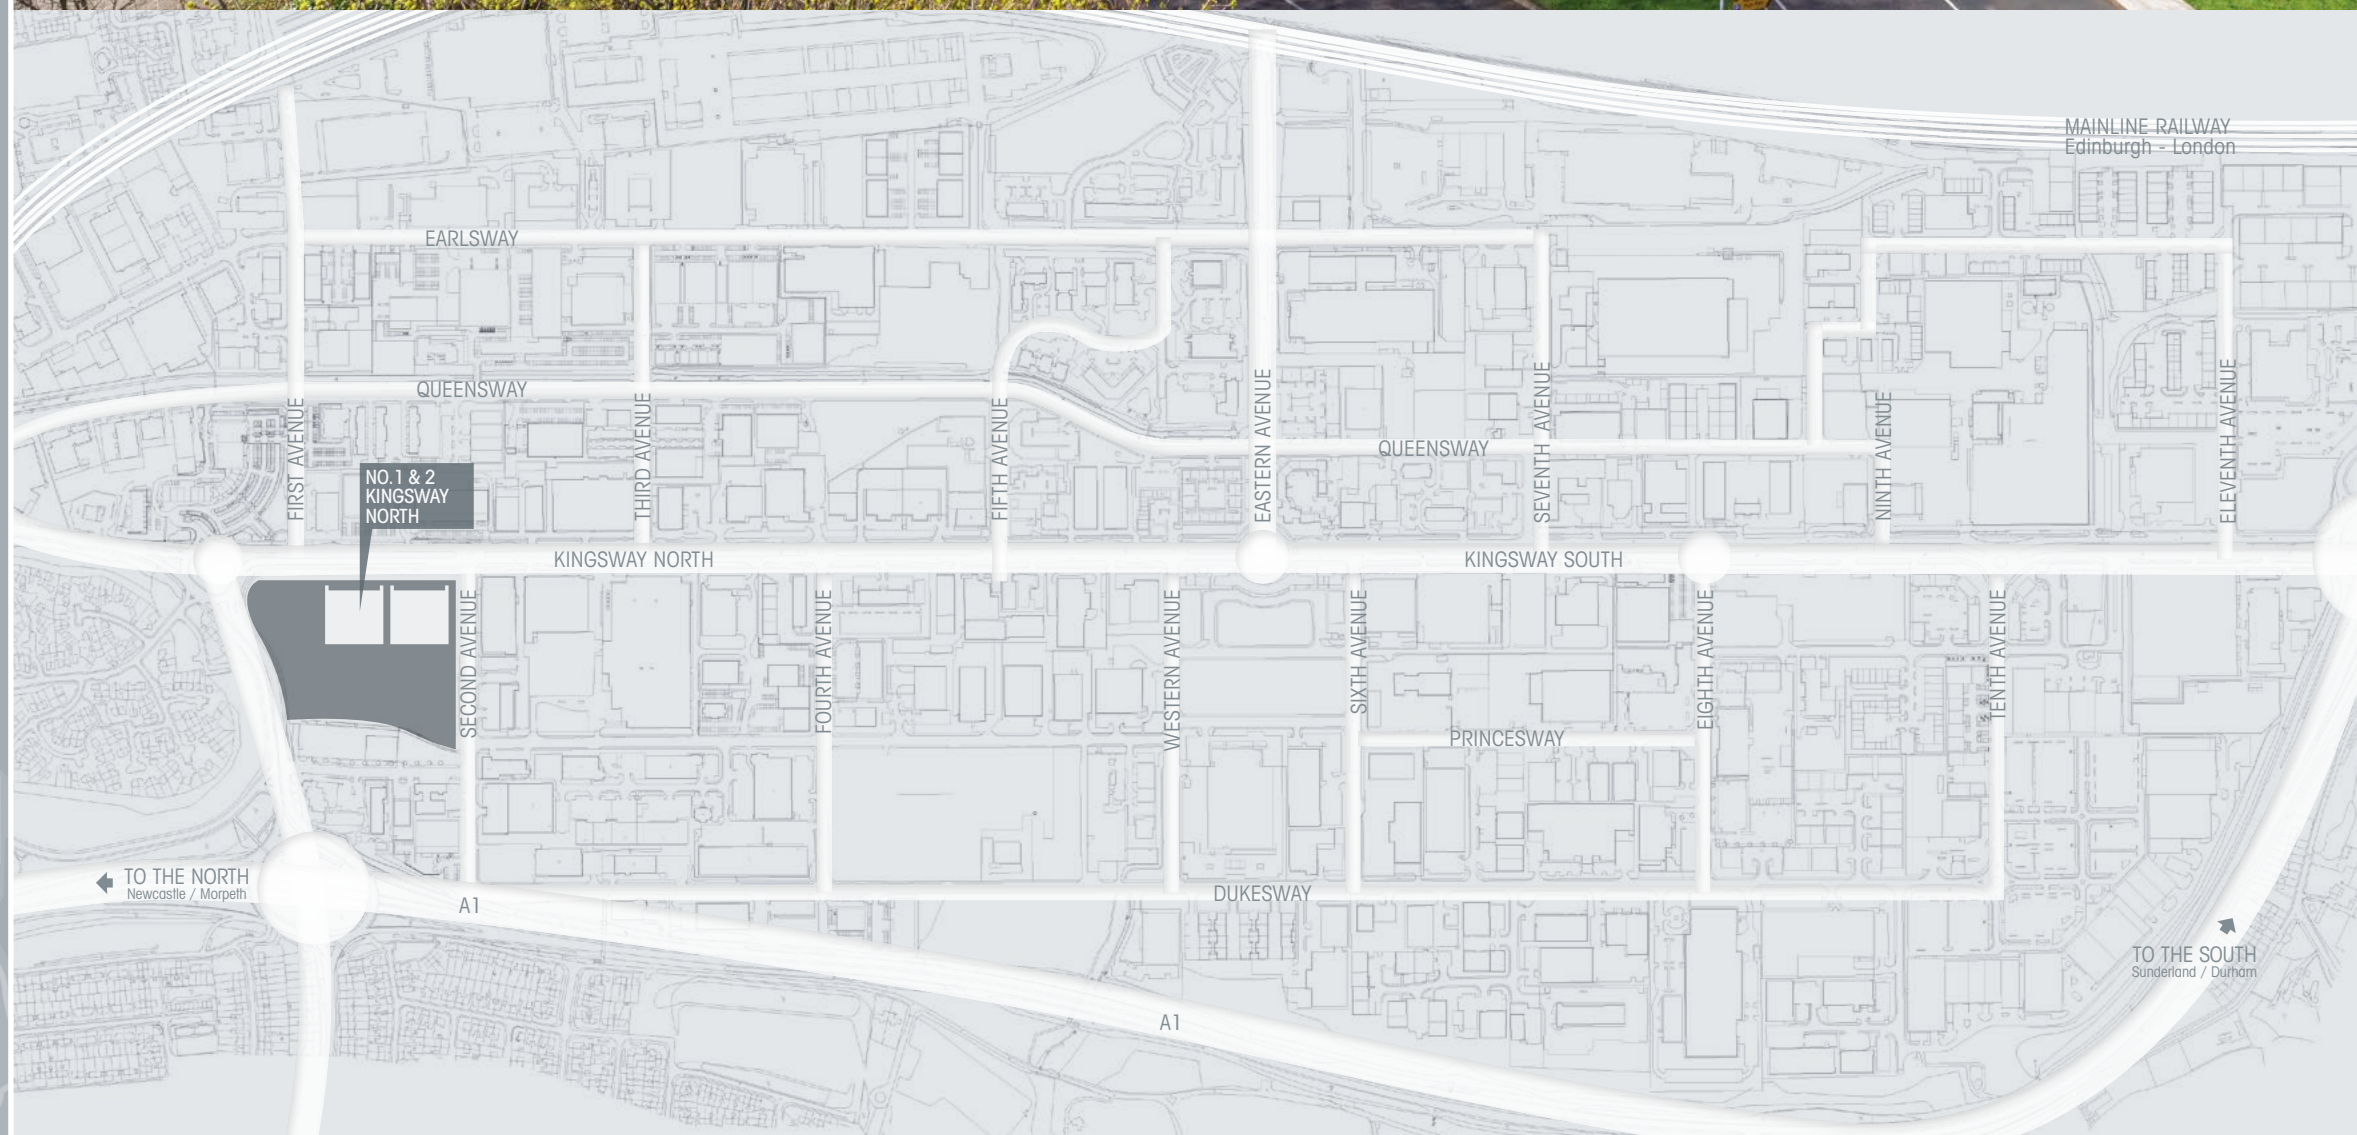 MAINLINE RAILWAY
Edinburgh - London
EARLSWAY
QUEENSWAY
QUEENSWAY
FIRST AVENUE
THIRD AVENUE
FIFTH AVENUE
EASTERN AVENUE
SEVENTH AVENUE
NINTH AVENUE
ELEVENTH AVENUE
NO.1 & 2
KINGSWAY
NORTH
KINGSWAY NORTH
KINGSWAY SOUTH
SECOND AVENUE
FOURTH AVENUE
WESTERN AVENUE
SIXTH AVENUE
EIGHTH AVENUE
TENTH AVENUE
PRINCESWAY
TO THE NORTH
Newcastle / Morpeth
A1
DUKESWAY
TO THE SOUTH
Sunderland / Durham
A1